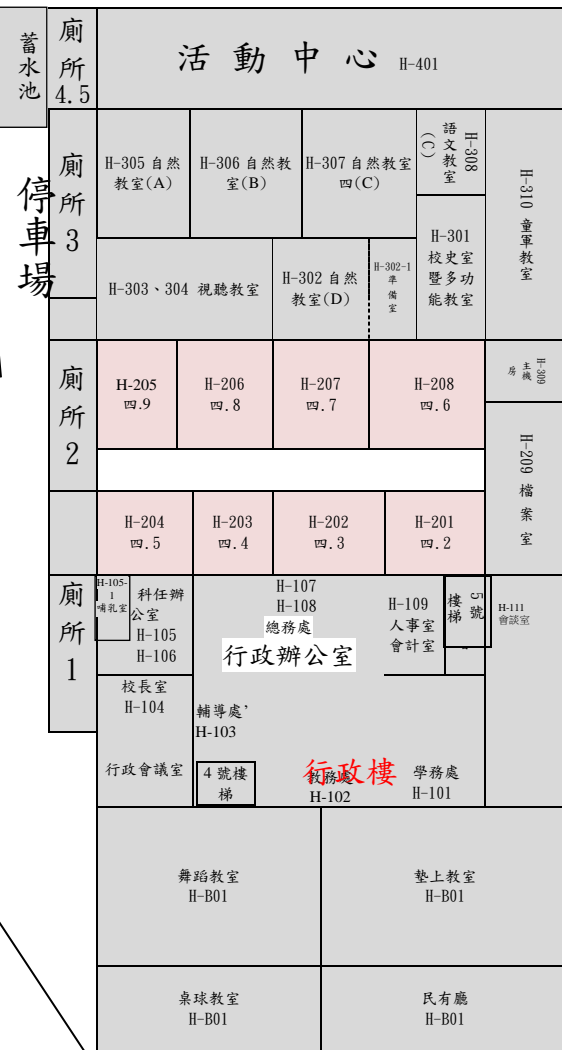 蓄水池
廁所
4.5
活動中心 H-401
停車場
廁所
3
H-305 自然
教室(A)
H-306 自然教
室(B)
H-307 自然教室
四(C)
H-308
語文教室
(C)
H-310 童軍教室
H-303、304 視聽教室
H-302 自然
教室(D)
H-302-1
準備室
H-301
校史室
暨多功
能教室
廁所
2
H-205
四.9
H-206
四.8
H-207
四.7
H-208
四.6
H-309
主機房
H-209 檔案室
H-204
四.5
H-203
四.4
H-202
四.3
H-201
四.2
廁所
1
H-105-
1
哺乳室
科任辦
公室
H-105
H-106
H-107
H-108
總務處
行政辦公室
H-109
人事室
會計室
5號
樓梯
H-111
會談室
校長室
H-104
行政會議室
輔導處'
H-103
4 號樓
梯
行政樓
教務處
H-102
學務處
H-101
舞蹈教室
H-B01
墊上教室
H-B01
桌球教室
H-B01
民有廳
H-B01